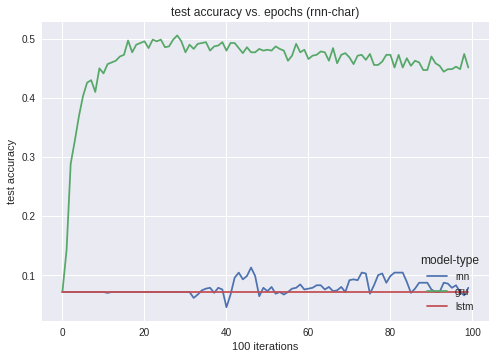 test accuracy vs. epochs (rnn-char)
test accuracy
0.5
0.4
0.3
0.2
0.1
model-type
rnn
gru
lstm
0 20 40 60 80 100
100 iterations